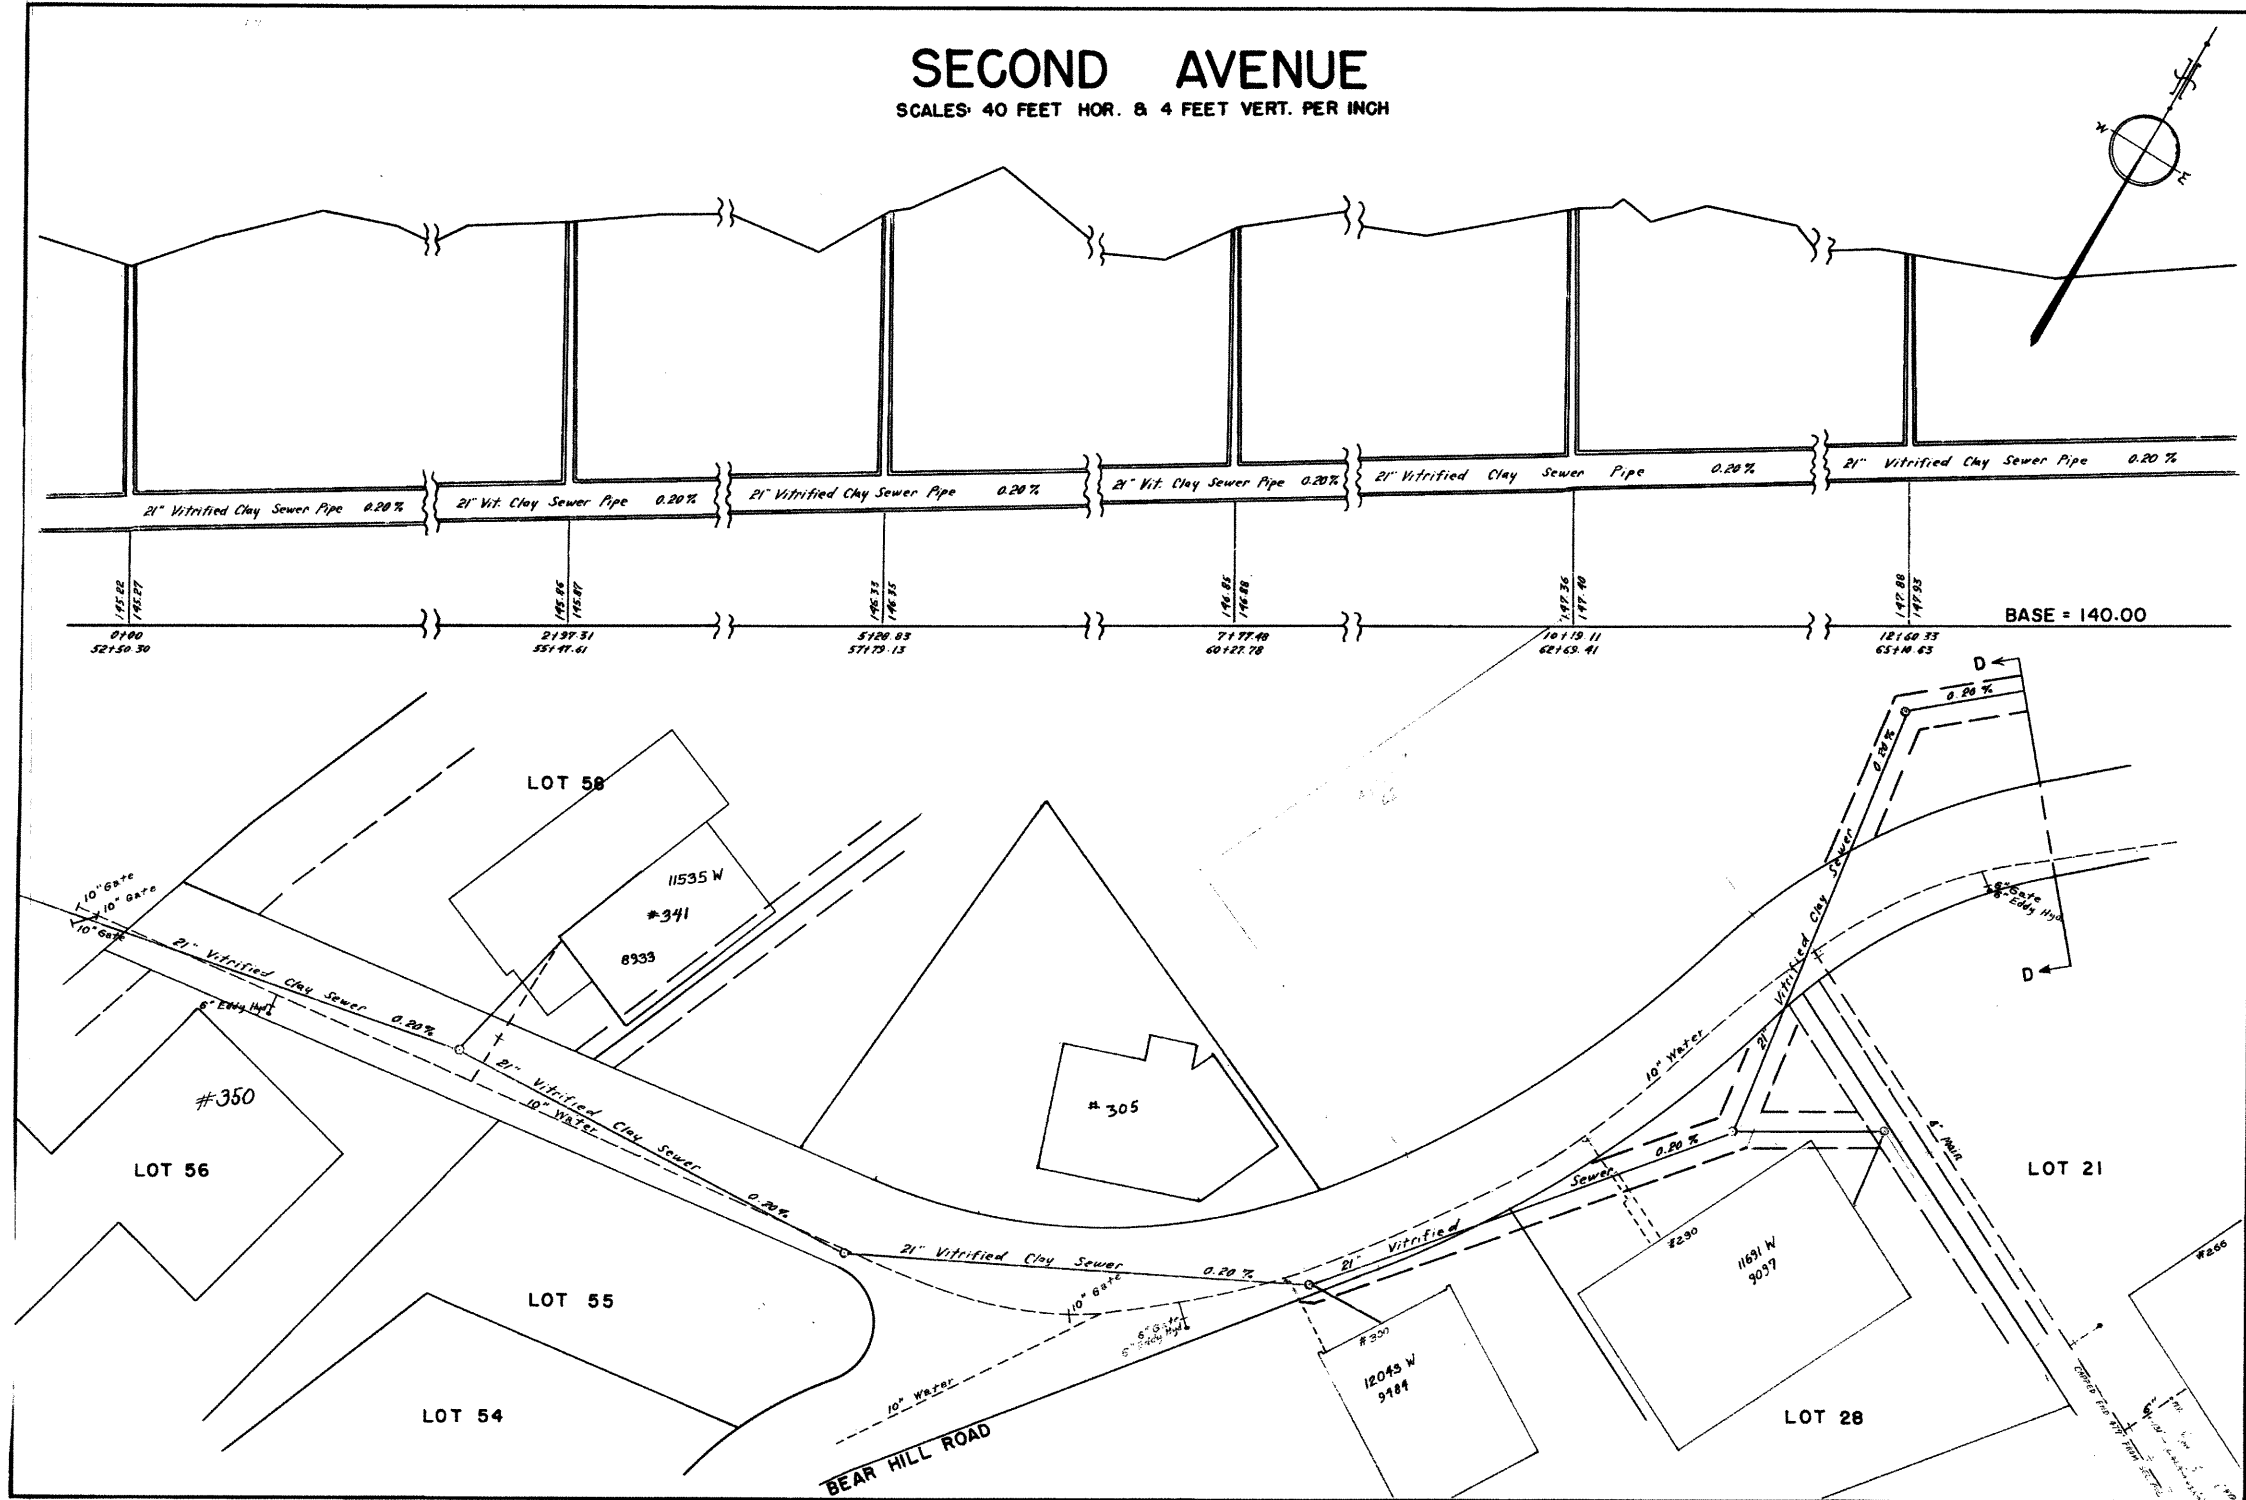 SECOND AVENUE
SCALES: 40 FEET HOR. & 4 FEET VERT. PER INCH
W
E
21" Vitrified Clay Sewer Pipe 0.20%
21" Vit. Clay Sewer Pipe 0.20%
21" Vitrified Clay Sewer Pipe 0.20%
21" Vit. Clay Sewer Pipe 0.20%
21" Vitrified Clay Sewer Pipe 0.20%
21" Vitrified Clay Sewer Pipe 0.20%
145.22
145.27
145.86
145.87
146.33
146.35
146.85
146.88
147.36
147.40
147.88
147.93
BASE = 140.00
0+00
52+50.30
2+97.31
55+47.61
5+28.83
57+79.13
7+77.48
60+27.78
10+19.11
62+69.41
12+60.33
65+10.63
D
0.20%
0.20%
LOT 58
11535 W
#341
8933
10" Gate
10" Gate
10" Gate
21" Vitrified Clay Sewer 0.20%
6" Eddy Hyd
6" Gate
6" Eddy Hyd
D
21" Vitrified Clay Sewer
10" Water
#350
21" Vitrified Clay Sewer 0.20%
10" Water
#305
4" MAIN
LOT 56
LOT 21
0.20%
21" Vitrified Sewer
21" Vitrified Clay Sewer 0.20%
10" Gate
#290
11691 W
9097
#266
LOT 55
6" Gate
6" Eddy Hyd
#300
12043 W
9484
10" Water
LOT 54
LOT 28
BEAR HILL ROAD
CAPPED END